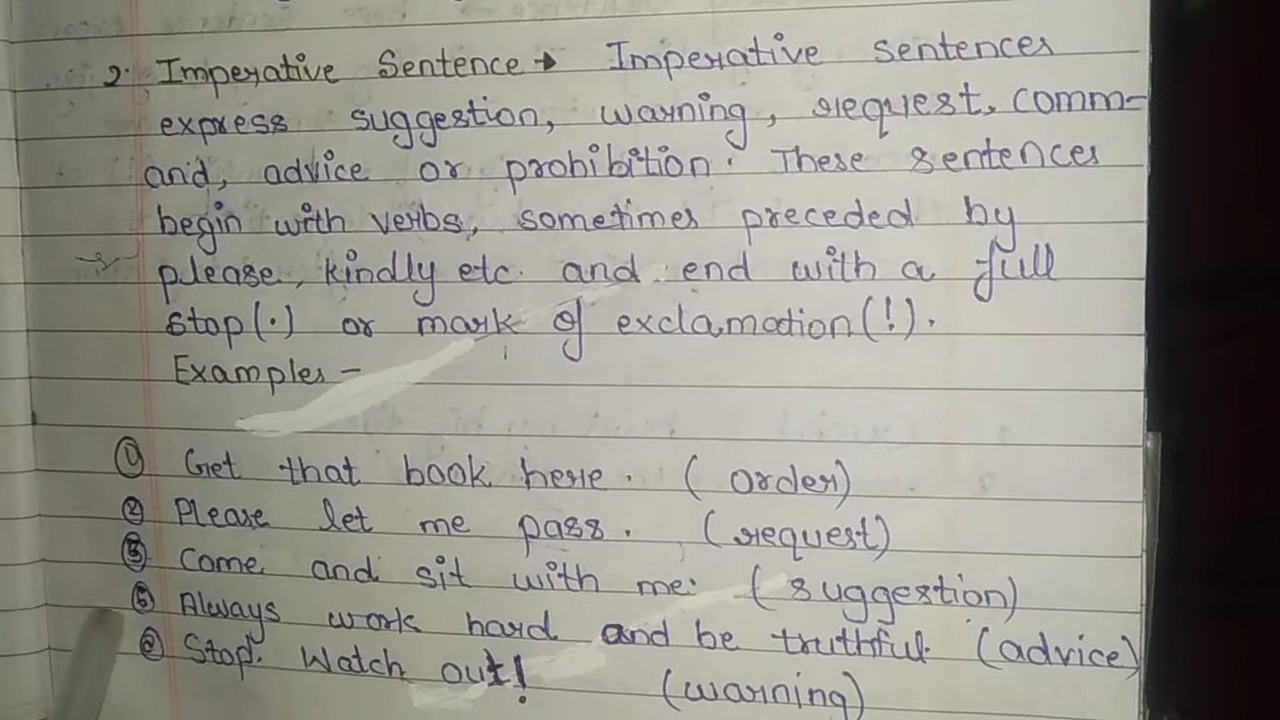 2. Imperative Sentence → Imperative sentences
express suggestion, warning, request, comm-
and, advice or prohibition. These sentences
begin with verbs, sometimes preceded by
please, kindly etc. and end with a full
stop(.) or mark of exclamation(!).
Examples -
① Get that book here. (order)
② Please let me pass. (request)
③ Come and sit with me. (suggestion)
⑤ Always work hard and be truthful. (advice)
Stop. Watch out! (warning)